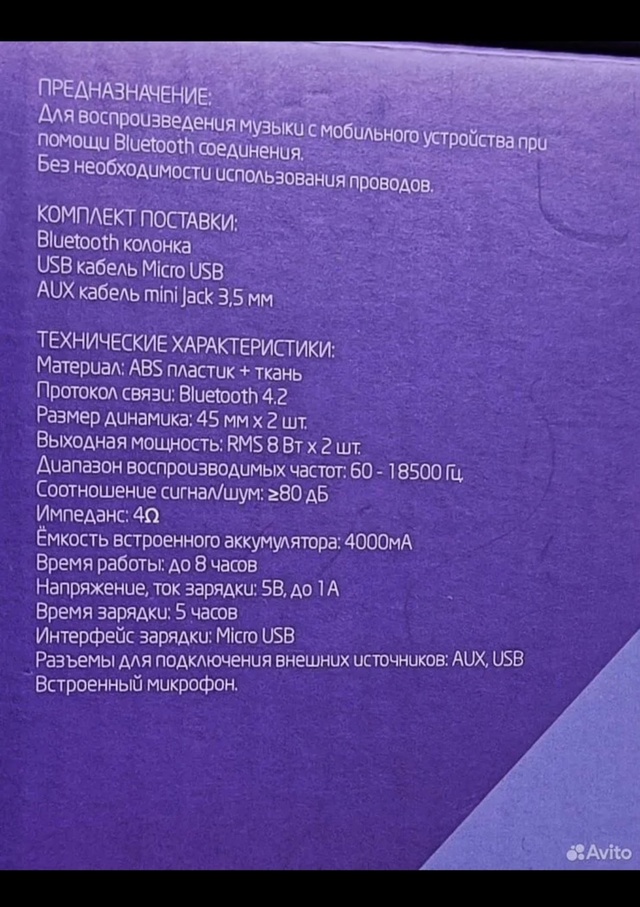 ПРЕДНАЗНАЧЕНИЕ:
Для воспроизведения музыки с мобильного устройства при
помощи Bluetooth соединения.
Без необходимости использования проводов.
КОМПЛЕКТ ПОСТАВКИ:
Bluetooth колонка
USB кабель Micro USB
AUX кабель mini Jack 3,5 мм
ТЕХНИЧЕСКИЕ ХАРАКТЕРИСТИКИ:
Материал: ABS пластик + ткань
Протокол связи: Bluetooth 4.2
Размер динамика: 45 мм x 2 шт.
Выходная мощность: RMS 8 Вт x 2 шт.
Диапазон воспроизводимых частот: 60 - 18500 Гц.
Соотношение сигнал/шум: ≥80 дБ
Импеданс: 4Ω
Ёмкость встроенного аккумулятора: 4000мА
Время работы: до 8 часов
Напряжение, ток зарядки: 5В, до 1А
Время зарядки: 5 часов
Интерфейс зарядки: Micro USB
Разъемы для подключения внешних источников: AUX, USB
Встроенный микрофон.
Avito